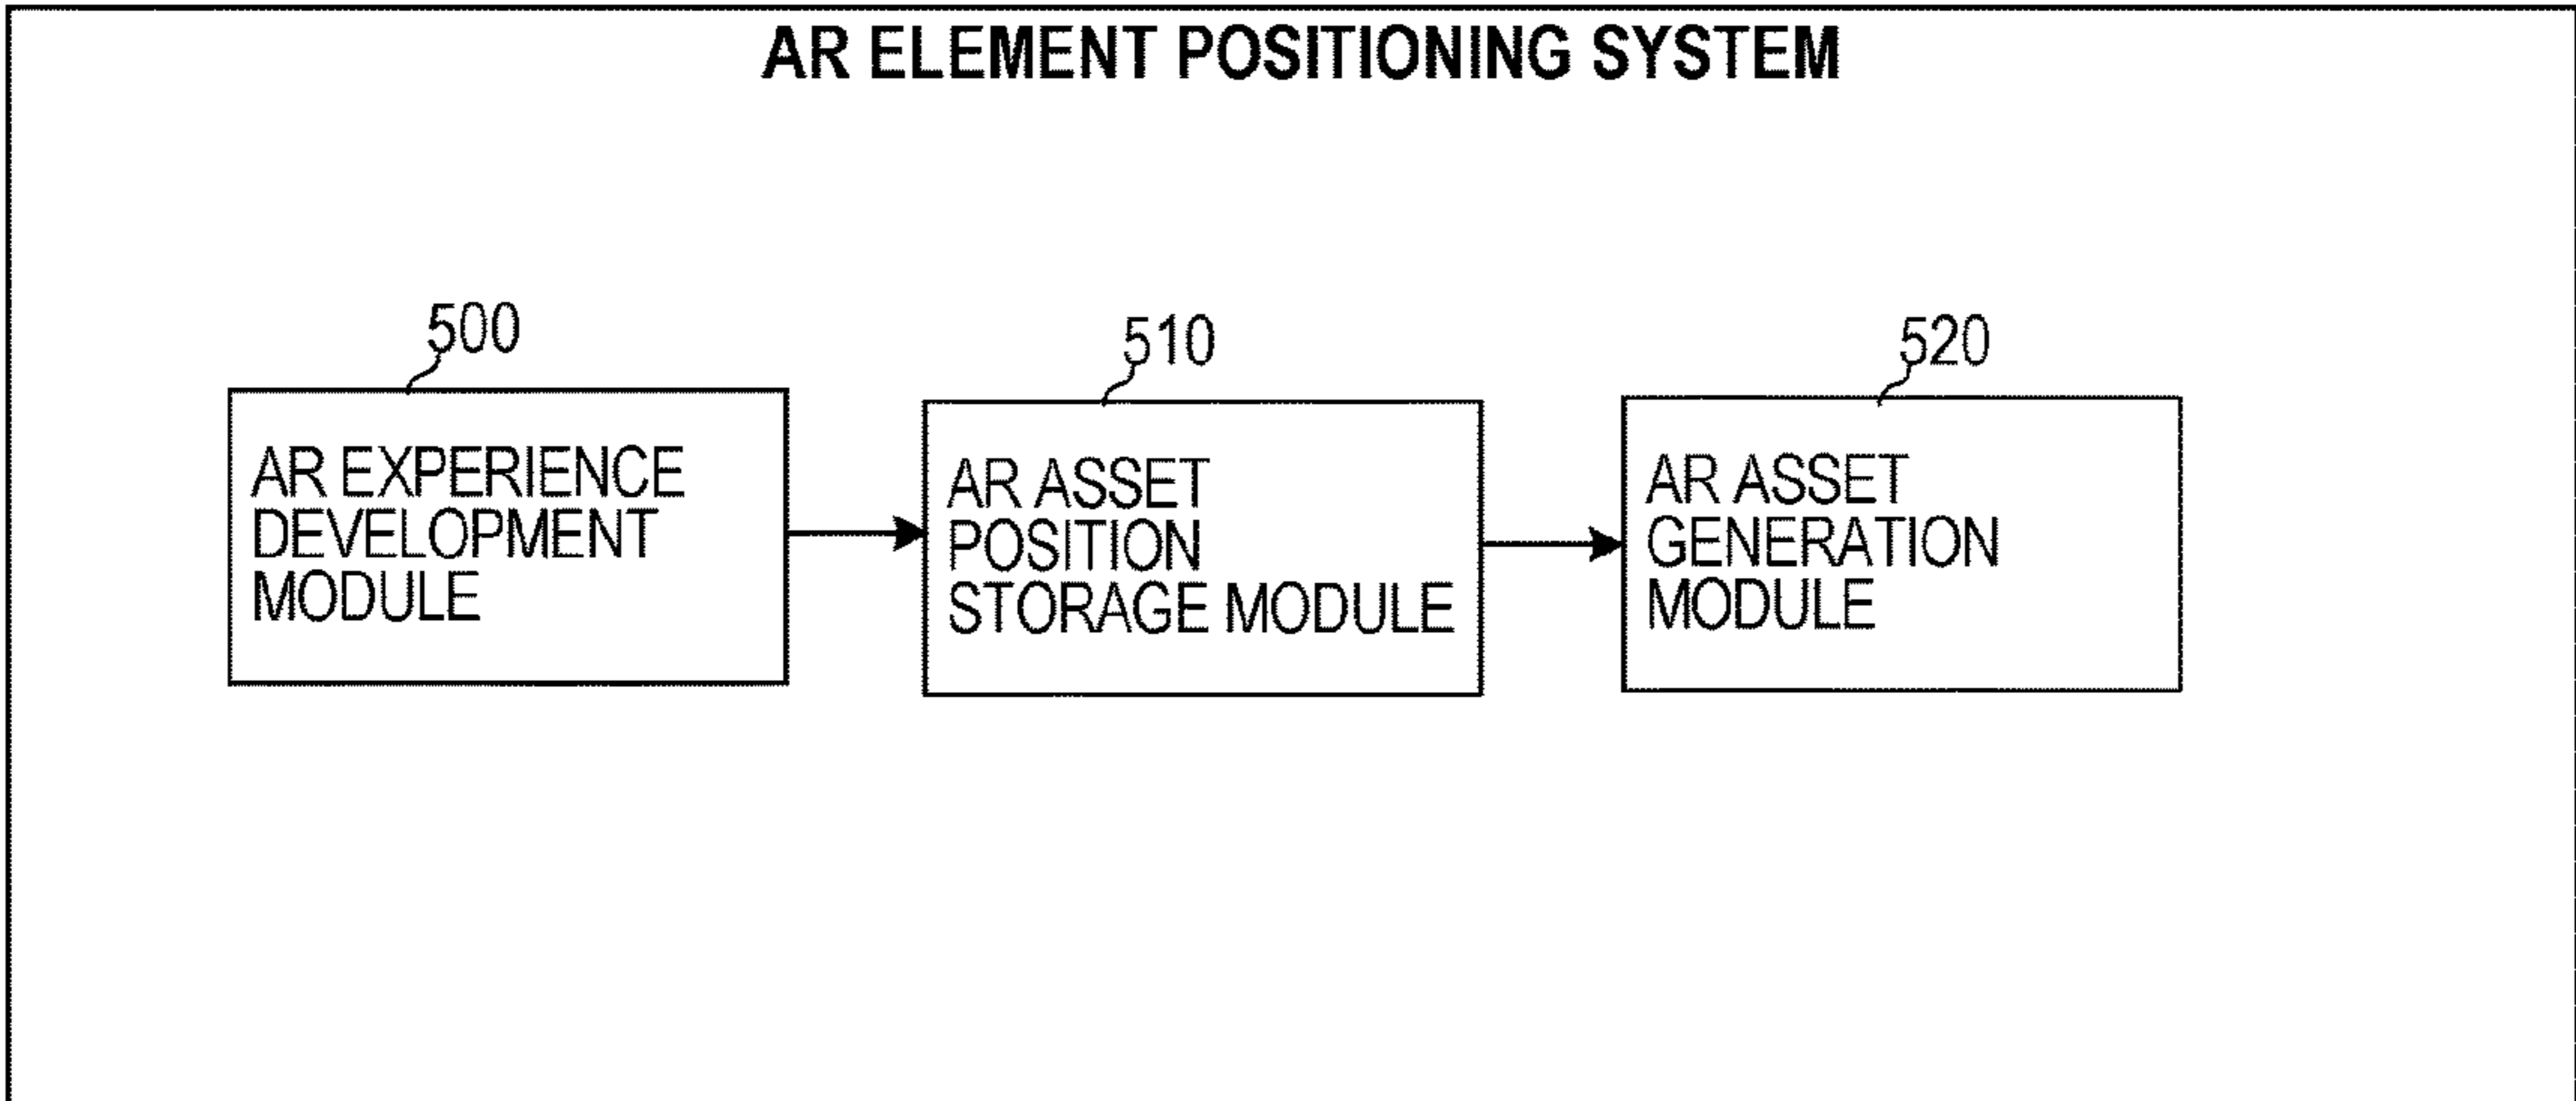 AR ELEMENT POSITIONING SYSTEM
500
AR EXPERIENCE
DEVELOPMENT
MODULE
510
AR ASSET
POSITION
STORAGE MODULE
520
AR ASSET
GENERATION
MODULE